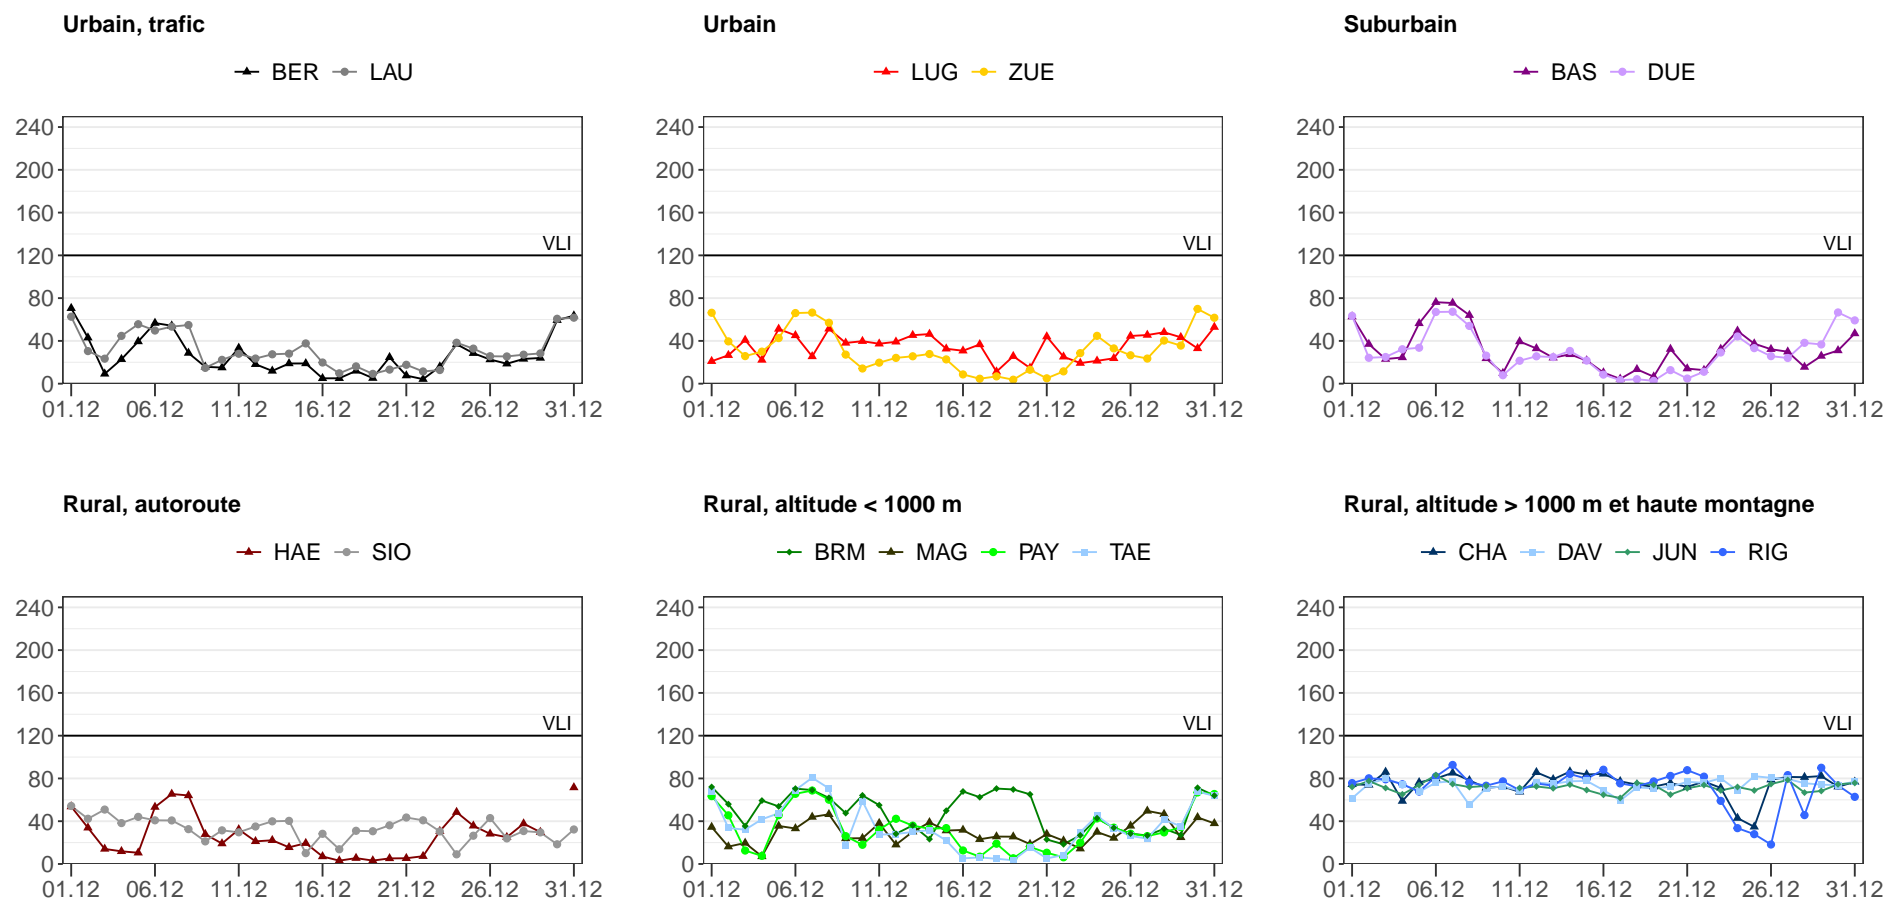 Urbain, trafic
BER LAU
240
200
160
120
80
40
0
VLI
01.12 06.12 11.12 16.12 21.12 26.12 31.12
Urbain
LUG ZUE
240
200
160
120
80
40
0
VLI
01.12 06.12 11.12 16.12 21.12 26.12 31.12
Suburbain
BAS DUE
240
200
160
120
80
40
0
VLI
01.12 06.12 11.12 16.12 21.12 26.12 31.12
Rural, autoroute
HAE SIO
240
200
160
120
80
40
0
VLI
01.12 06.12 11.12 16.12 21.12 26.12 31.12
Rural, altitude < 1000 m
BRM MAG PAY TAE
240
200
160
120
80
40
0
VLI
01.12 06.12 11.12 16.12 21.12 26.12 31.12
Rural, altitude > 1000 m et haute montagne
CHA DAV JUN RIG
240
200
160
120
80
40
0
VLI
01.12 06.12 11.12 16.12 21.12 26.12 31.12